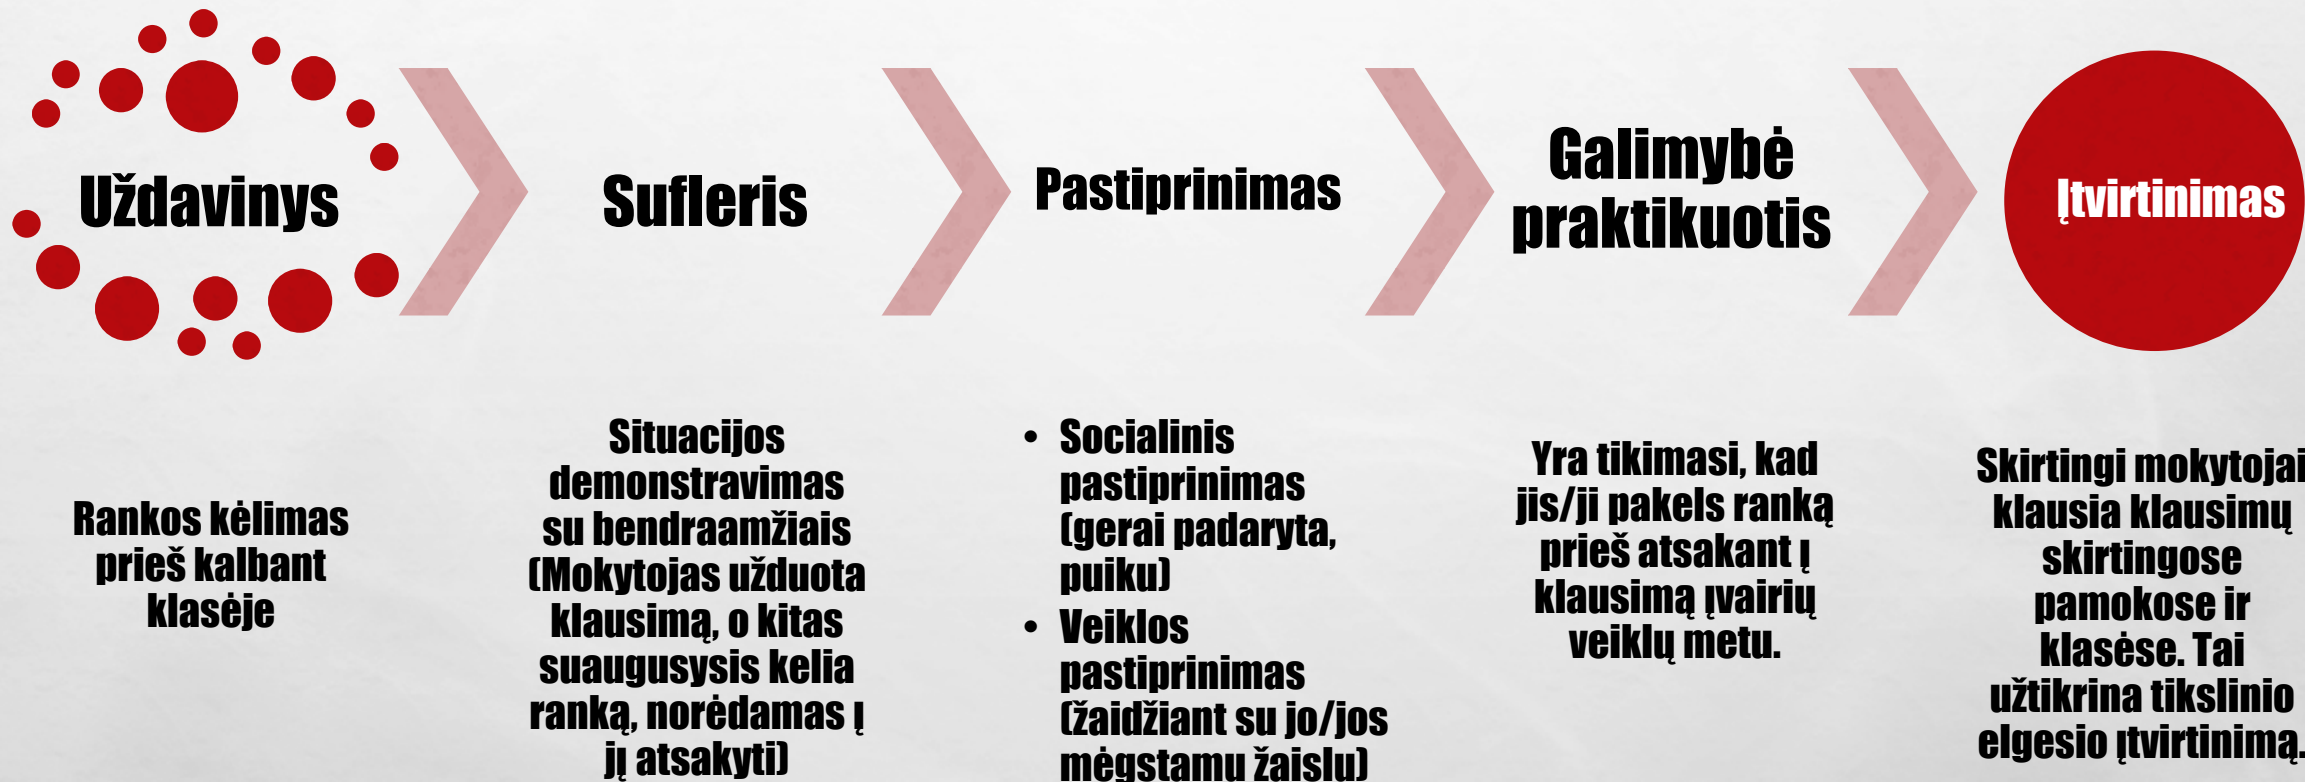 Uždavinys
Rankos kėlimas
prieš kalbant
klasėje
Sufleris
Situacijos
demonstravimas
su bendraamžiais
(Mokytojas užduota
klausimą, o kitas
suaugusysis kelia
ranką, norėdamas į
jį atsakyti)
Pastiprinimas
• Socialinis
pastiprinimas
(gerai padaryta,
puiku)
• Veiklos
pastiprinimas
(žaidžiant su jo/jos
mėgstamu žaislu)
Galimybė
praktikuotis
Yra tikimasi, kad
jis/ji pakels ranką
prieš atsakant į
klausimą įvairių
veiklų metu.
Įtvirtinimas
Skirtingi mokytojai
klausia klausimų
skirtingose
pamokose ir
klasėse. Tai
užtikrina tikslinio
elgesio įtvirtinimą.